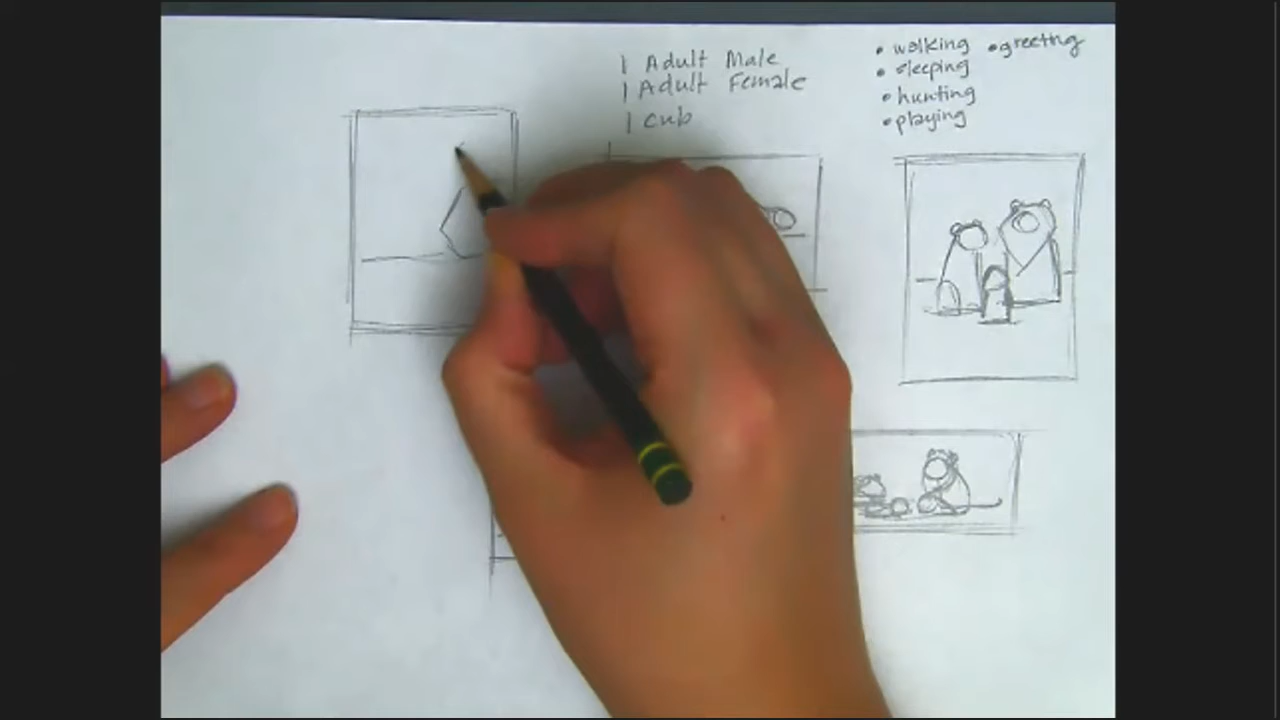 1 Adult Male
1 Adult Female
1 cub
• walking • greeting
• sleeping
• hunting
• playing